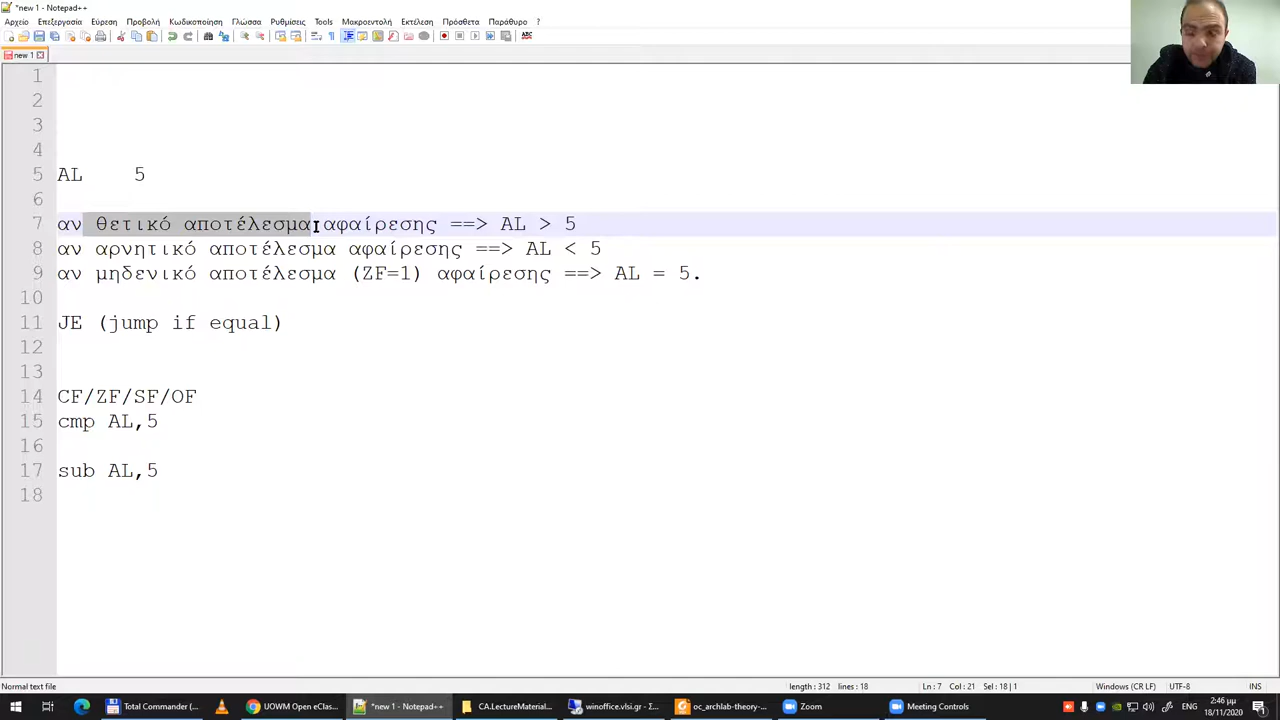 *new 1 - Notepad++
Αρχείο Επεξεργασία Εύρεση Προβολή Κωδικοποίηση Γλώσσα Ρυθμίσεις Tools Μακροεντολή Εκτέλεση Πρόσθετα Παράθυρο ?
new 1
1
2
3
4
5 AL 5
6
7 αν θετικό αποτέλεσμα αφαίρεσης ==> AL > 5
8 αν αρνητικό αποτέλεσμα αφαίρεσης ==> AL < 5
9 αν μηδενικό αποτέλεσμα (ZF=1) αφαίρεσης ==> AL = 5.
10
11 JE (jump if equal)
12
13
14 CF/ZF/SF/OF
15 cmp AL,5
16
17 sub AL,5
18
Normal text file length : 312 lines : 18 Ln : 7 Col : 21 Sel : 18 | 1 Windows (CR LF) UTF-8 INS
Total Commander (... UOWM Open eClas... *new 1 - Notepad++ CA.LectureMaterial... winoffice.vlsi.gr - Σ... oc_archlab-theory-... Zoom Meeting Controls 2:46 μμ
18/11/2020